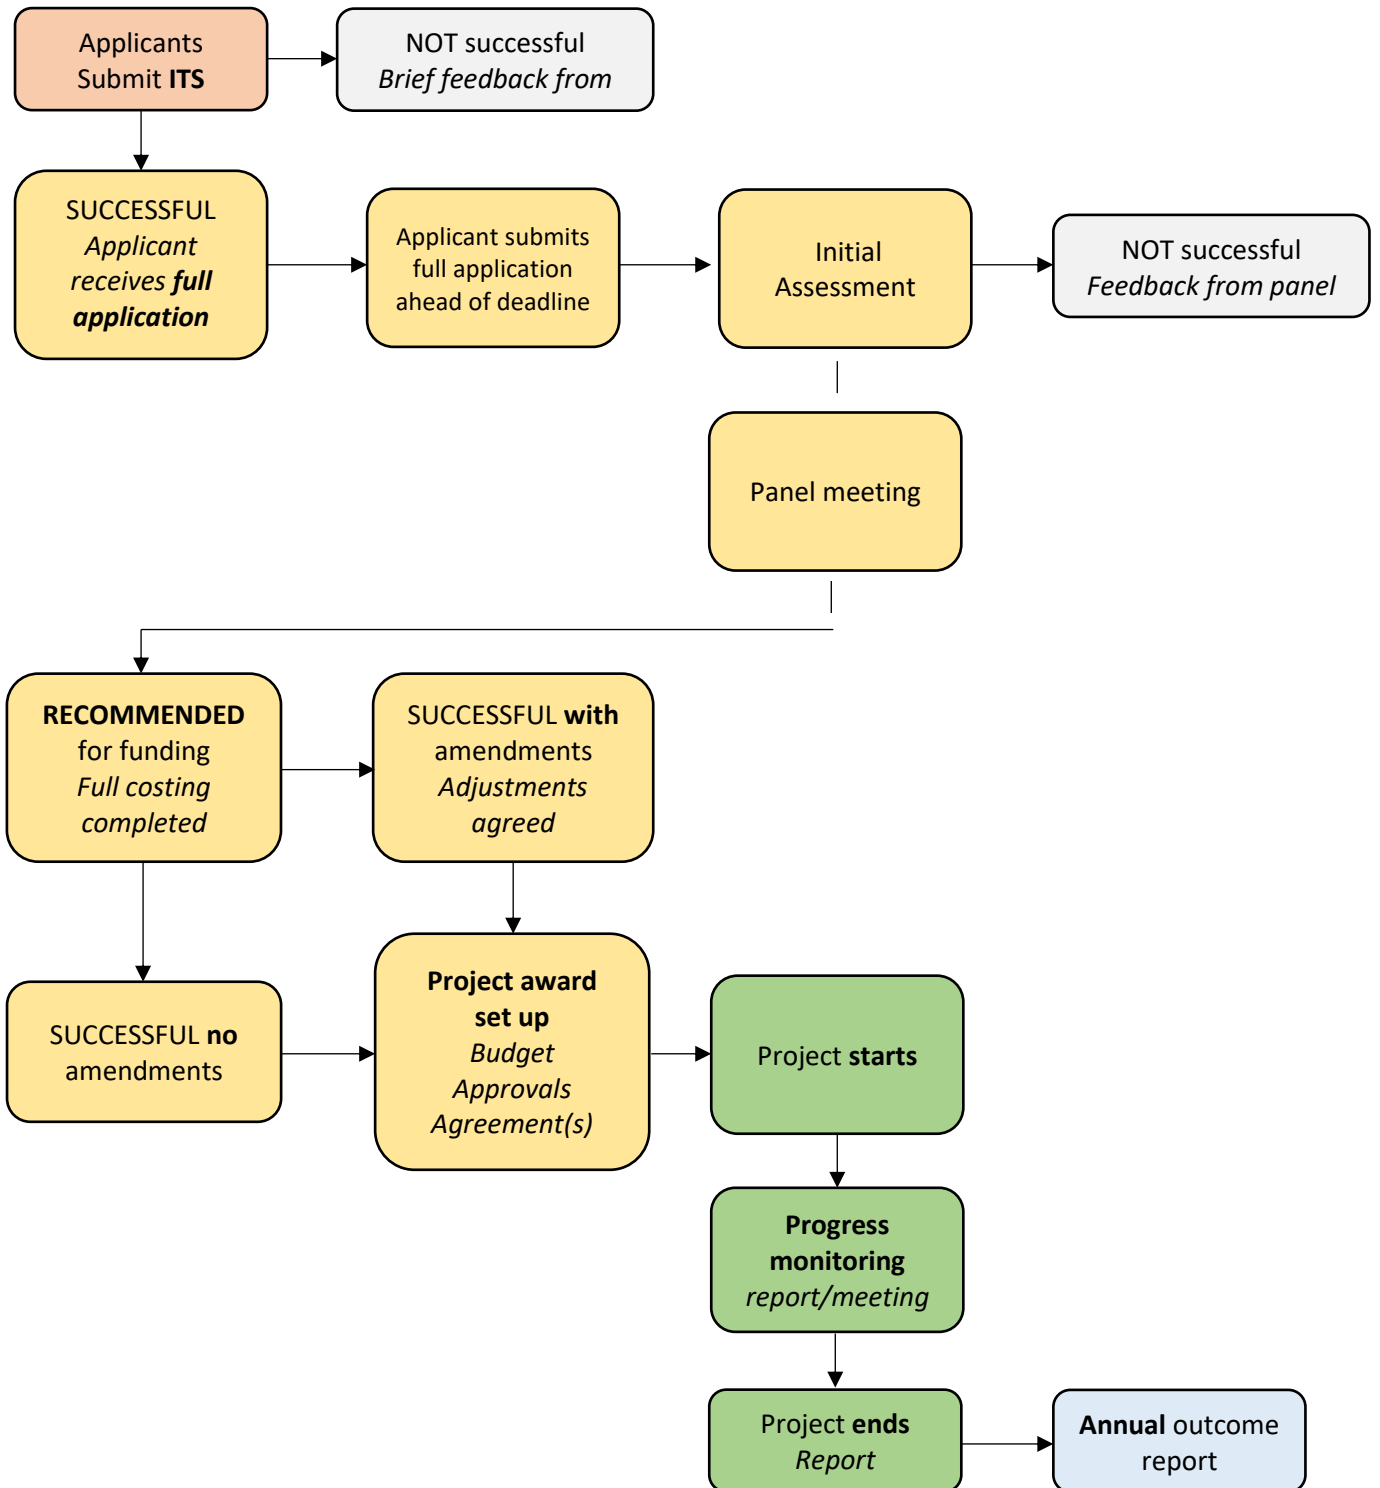 Applicants
Submit ITS
NOT successful
Brief feedback from
SUCCESSFUL
Applicant
receives full
application
Applicant submits
full application
ahead of deadline
Initial
Assessment
NOT successful
Feedback from panel
Panel meeting
RECOMMENDED
for funding
Full costing
completed
SUCCESSFUL with
amendments
Adjustments
agreed
SUCCESSFUL no
amendments
Project award
set up
Budget
Approvals
Agreement(s)
Project starts
Progress
monitoring
report/meeting
Project ends
Report
Annual outcome
report